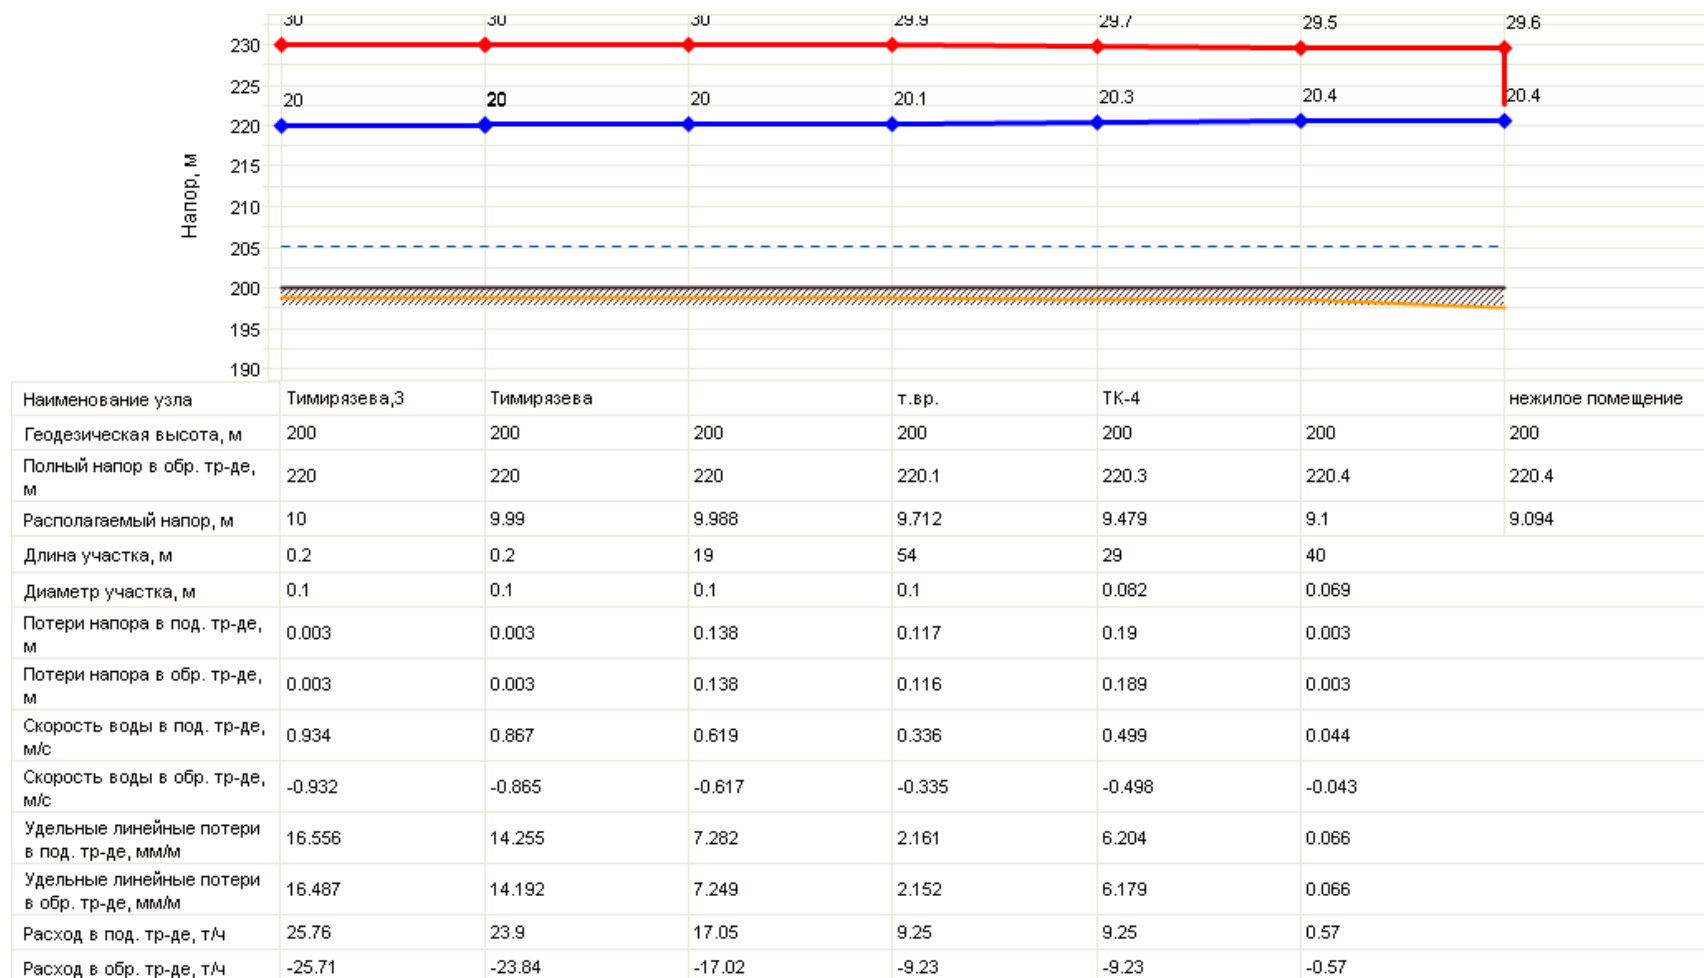 30 30 30 29.9 29.7 29.5 29.6
230
225
20 20 20 20.1 20.3 20.4 20.4
220
215
210
205
200
195
190
Напор, м
Наименование узла Тимирязева,3 Тимирязева т.вр. ТК-4 нежилое помещение
Геодезическая высота, м 200 200 200 200 200 200 200
Полный напор в обр. тр-де,
м 220 220 220 220.1 220.3 220.4 220.4
Располагаемый напор, м 10 9.99 9.988 9.712 9.479 9.1 9.094
Длина участка, м 0.2 0.2 19 54 29 40
Диаметр участка, м 0.1 0.1 0.1 0.1 0.082 0.069
Потери напора в под. тр-де,
м 0.003 0.003 0.138 0.117 0.19 0.003
Потери напора в обр. тр-де,
м 0.003 0.003 0.138 0.116 0.189 0.003
Скорость воды в под. тр-де,
м/с 0.934 0.867 0.619 0.336 0.499 0.044
Скорость воды в обр. тр-де,
м/с -0.932 -0.865 -0.617 -0.335 -0.498 -0.043
Удельные линейные потери
в под. тр-де, мм/м 16.556 14.255 7.282 2.161 6.204 0.066
Удельные линейные потери
в обр. тр-де, мм/м 16.487 14.192 7.249 2.152 6.179 0.066
Расход в под. тр-де, т/ч 25.76 23.9 17.05 9.25 9.25 0.57
Расход в обр. тр-де, т/ч -25.71 -23.84 -17.02 -9.23 -9.23 -0.57